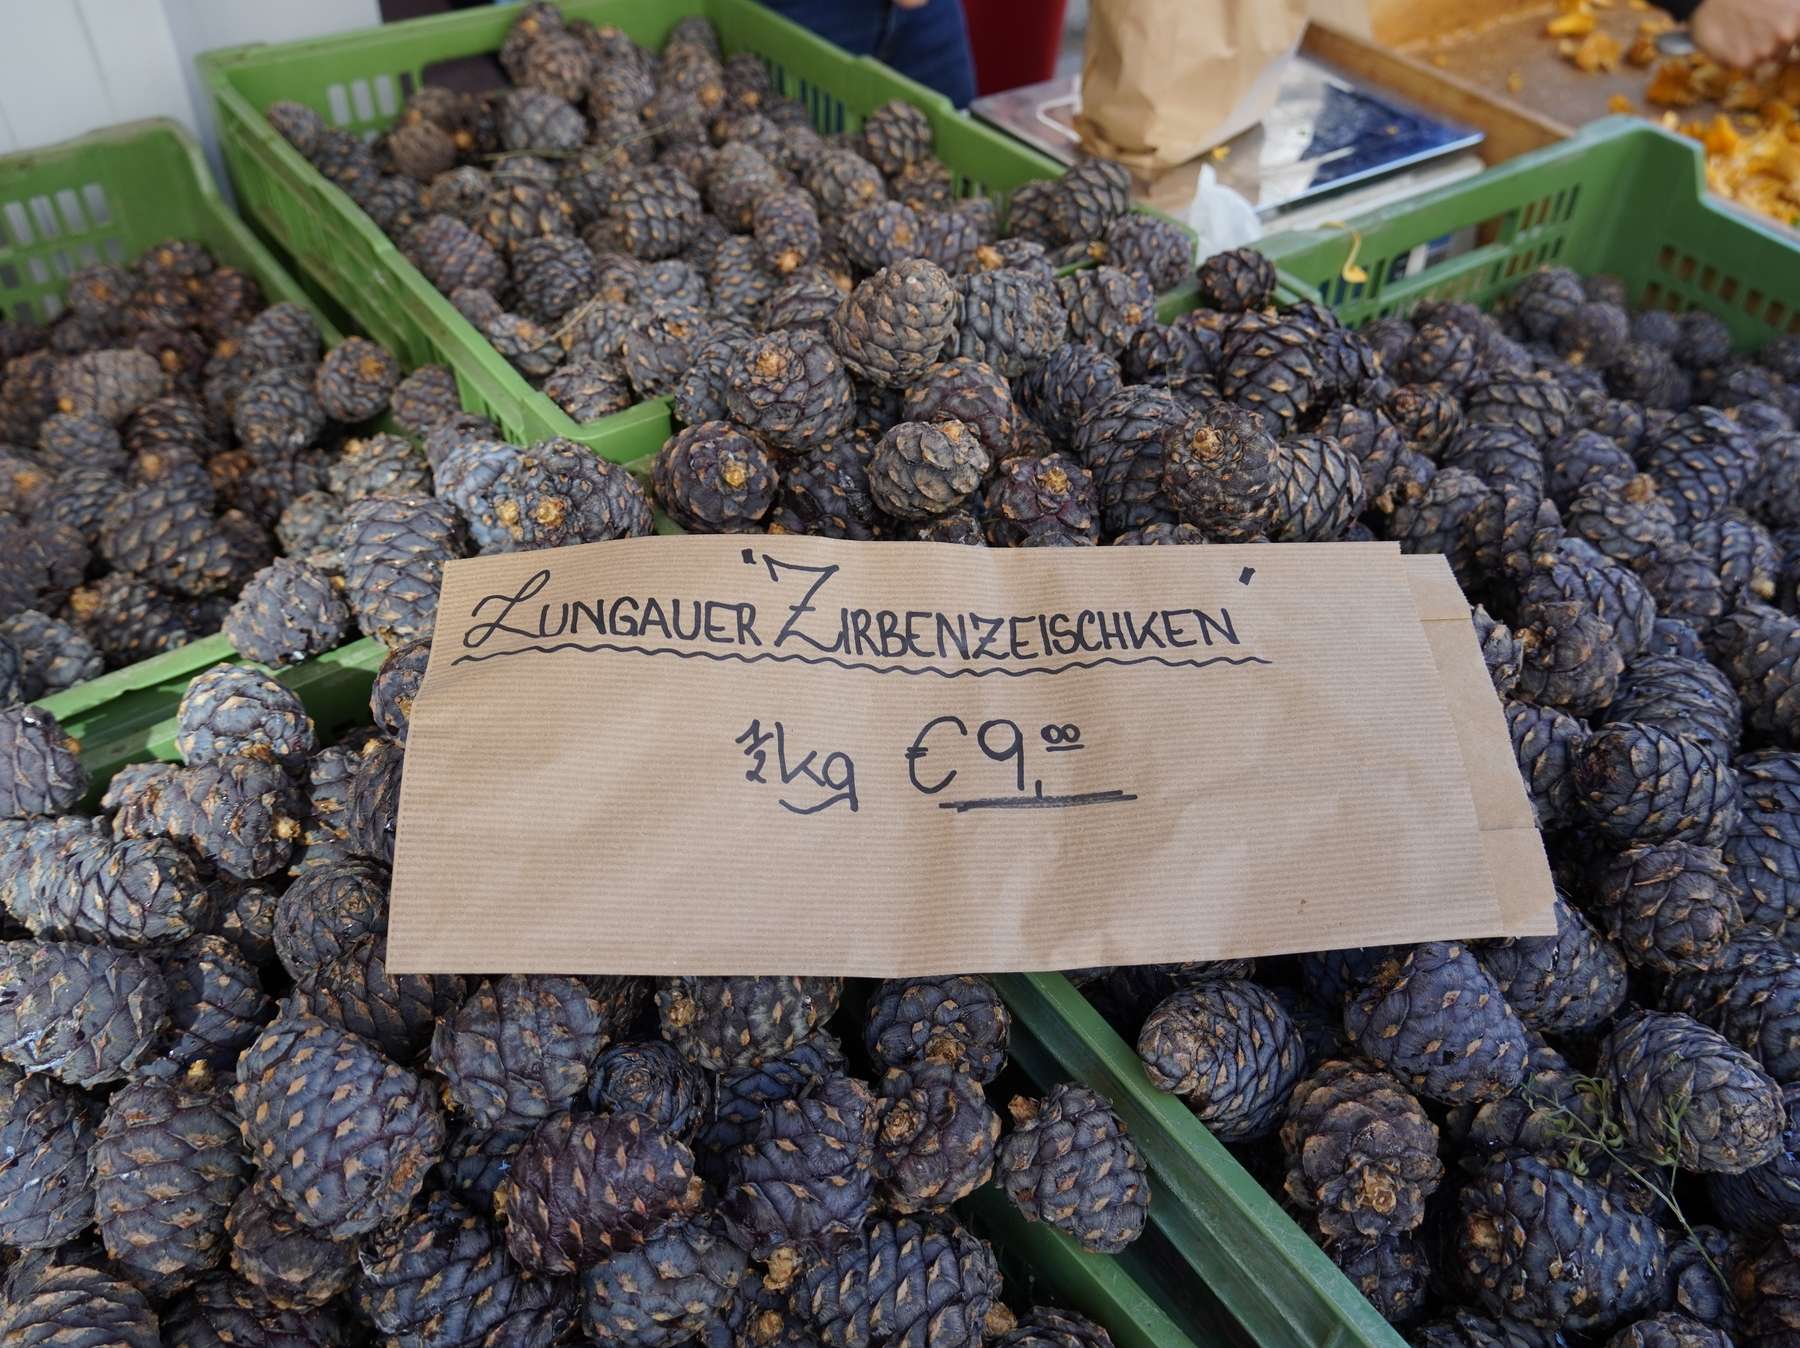 Lungauer "Zirbenzeischken"
½kg €9,00